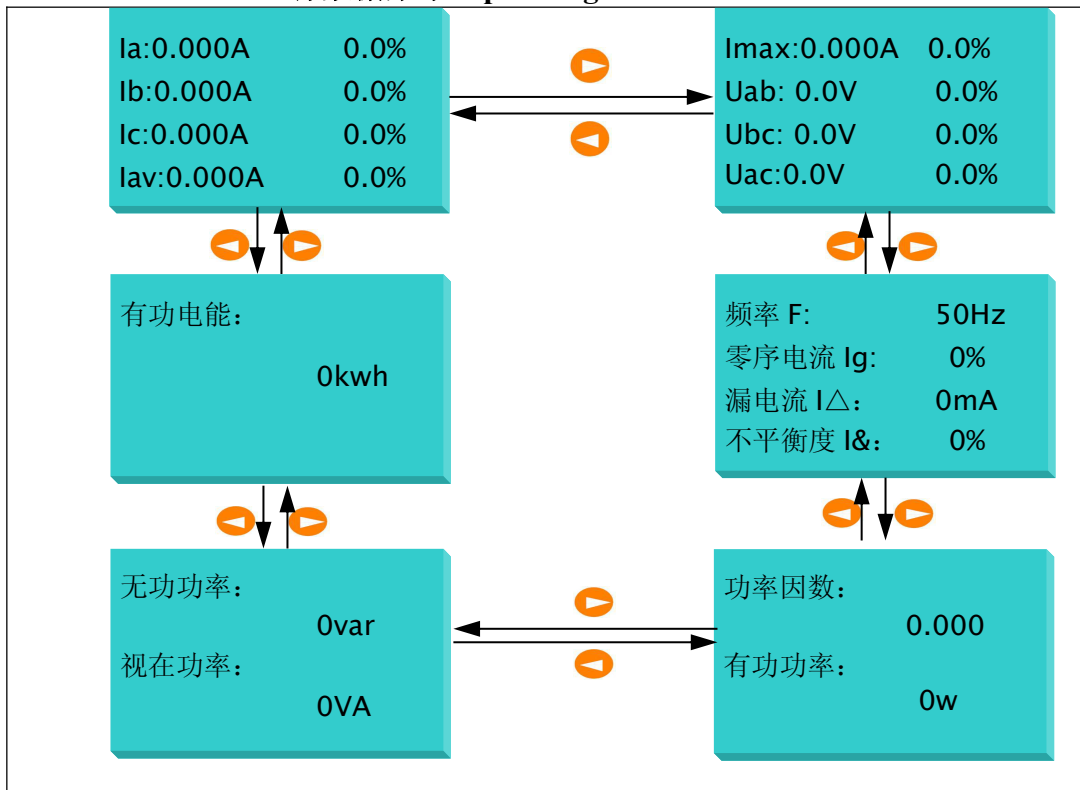 Ia:0.000A 0.0%
Ib:0.000A 0.0%
Ic:0.000A 0.0%
Iav:0.000A 0.0%
Imax:0.000A 0.0%
Uab: 0.0V 0.0%
Ubc: 0.0V 0.0%
Uac:0.0V 0.0%
有功电能：
0kwh
频率 F: 50Hz
零序电流 Ig: 0%
漏电流 I△： 0mA
不平衡度 I&： 0%
无功功率：
0var
视在功率：
0VA
功率因数：
0.000
有功功率：
0w